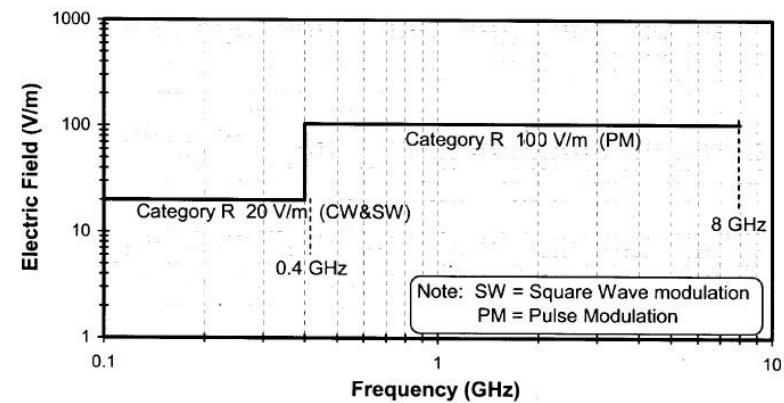 1000
100
10
1
Electric Field (V/m)
Category R 100 V/m (PM)
Category R 20 V/m (CW&SW)
0.4 GHz
8 GHz
Note: SW = Square Wave modulation
PM = Pulse Modulation
0.1
1
10
Frequency (GHz)